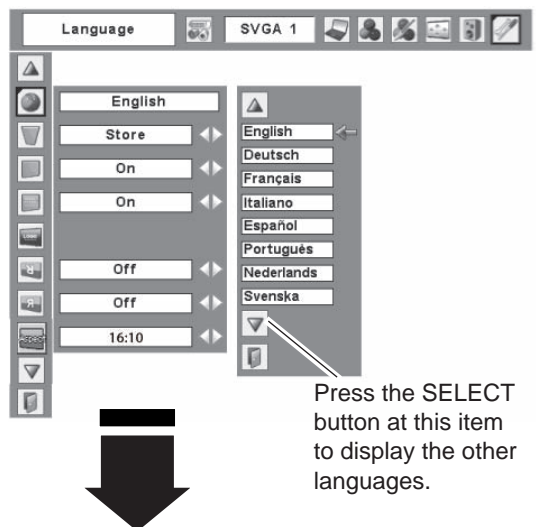 Language
SVGA 1
English
Store
On
On
Off
Off
16:10
English
Deutsch
Français
Italiano
Español
Portugués
Nederlands
Svenska
Press the SELECT
button at this item
to display the other
languages.